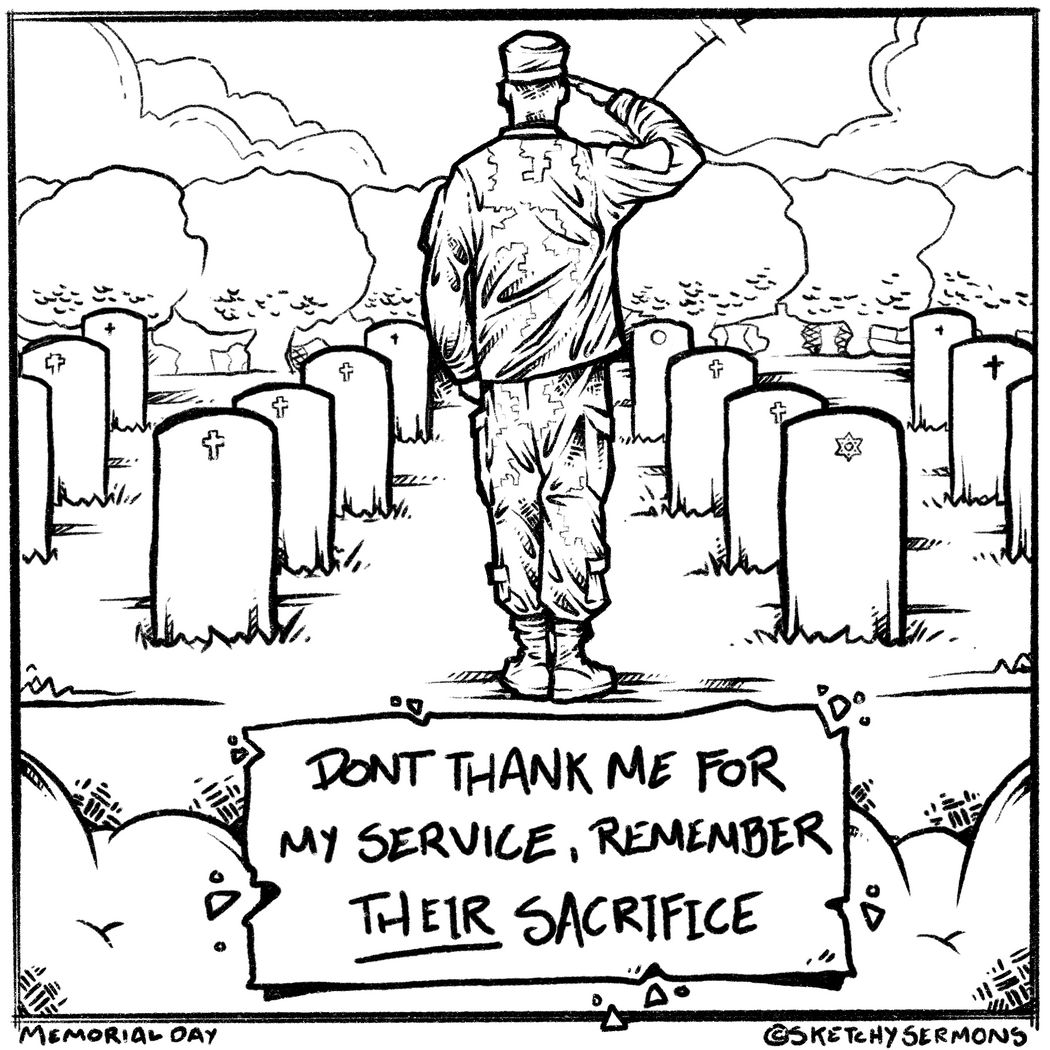 DONT THANK ME FOR
MY SERVICE, REMEMBER
THEIR SACRIFICE
MEMORIAL DAY
©SKETCHY SERMONS